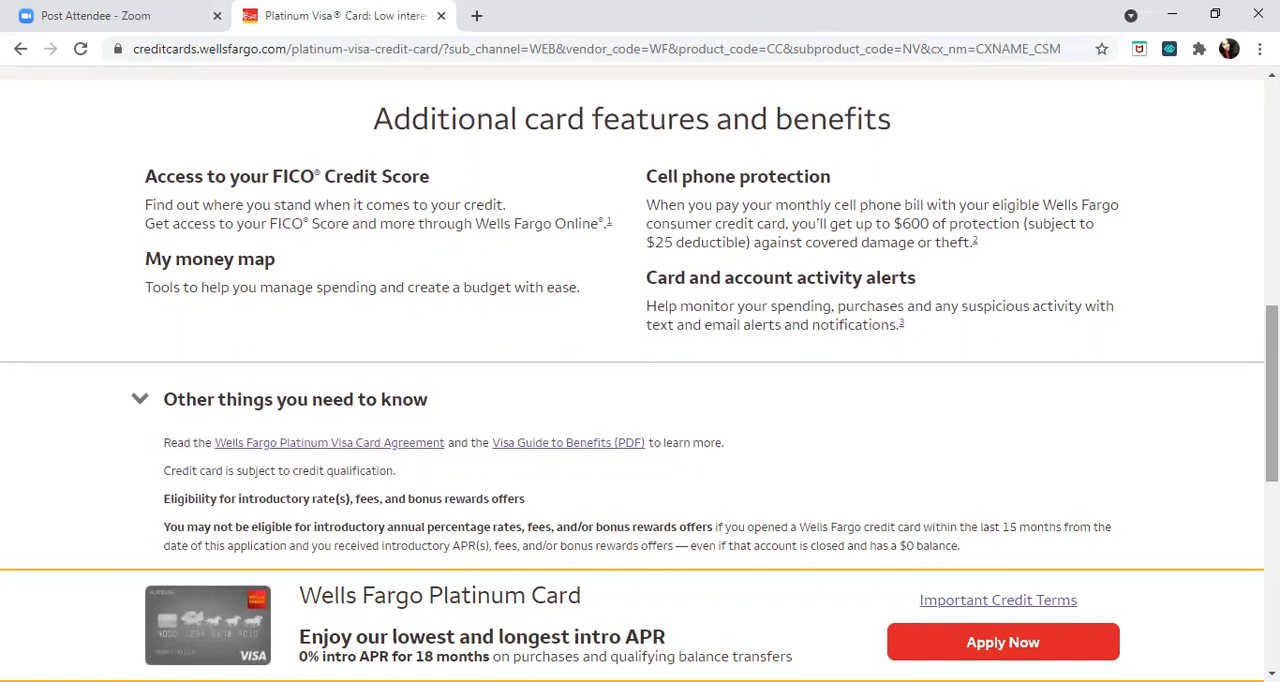 Post Attendee - Zoom
Platinum Visa® Card: Low intere
creditcards.wellsfargo.com/platinum-visa-credit-card/?sub_channel=WEB&vendor_code=WF&product_code=CC&subproduct_code=NV&cx_nm=CXNAME_CSM
Additional card features and benefits
Access to your FICO® Credit Score
Find out where you stand when it comes to your credit.
Get access to your FICO® Score and more through Wells Fargo Online®.1
My money map
Tools to help you manage spending and create a budget with ease.
Cell phone protection
When you pay your monthly cell phone bill with your eligible Wells Fargo
consumer credit card, you’ll get up to $600 of protection (subject to
$25 deductible) against covered damage or theft.2
Card and account activity alerts
Help monitor your spending, purchases and any suspicious activity with
text and email alerts and notifications.3
Other things you need to know
Read the Wells Fargo Platinum Visa Card Agreement and the Visa Guide to Benefits (PDF) to learn more.
Credit card is subject to credit qualification.
Eligibility for introductory rate(s), fees, and bonus rewards offers
You may not be eligible for introductory annual percentage rates, fees, and/or bonus rewards offers if you opened a Wells Fargo credit card within the last 15 months from the
date of this application and you received introductory APR(s), fees, and/or bonus rewards offers — even if that account is closed and has a $0 balance.
VISA
Wells Fargo Platinum Card
Enjoy our lowest and longest intro APR
0% intro APR for 18 months on purchases and qualifying balance transfers
Important Credit Terms
Apply Now